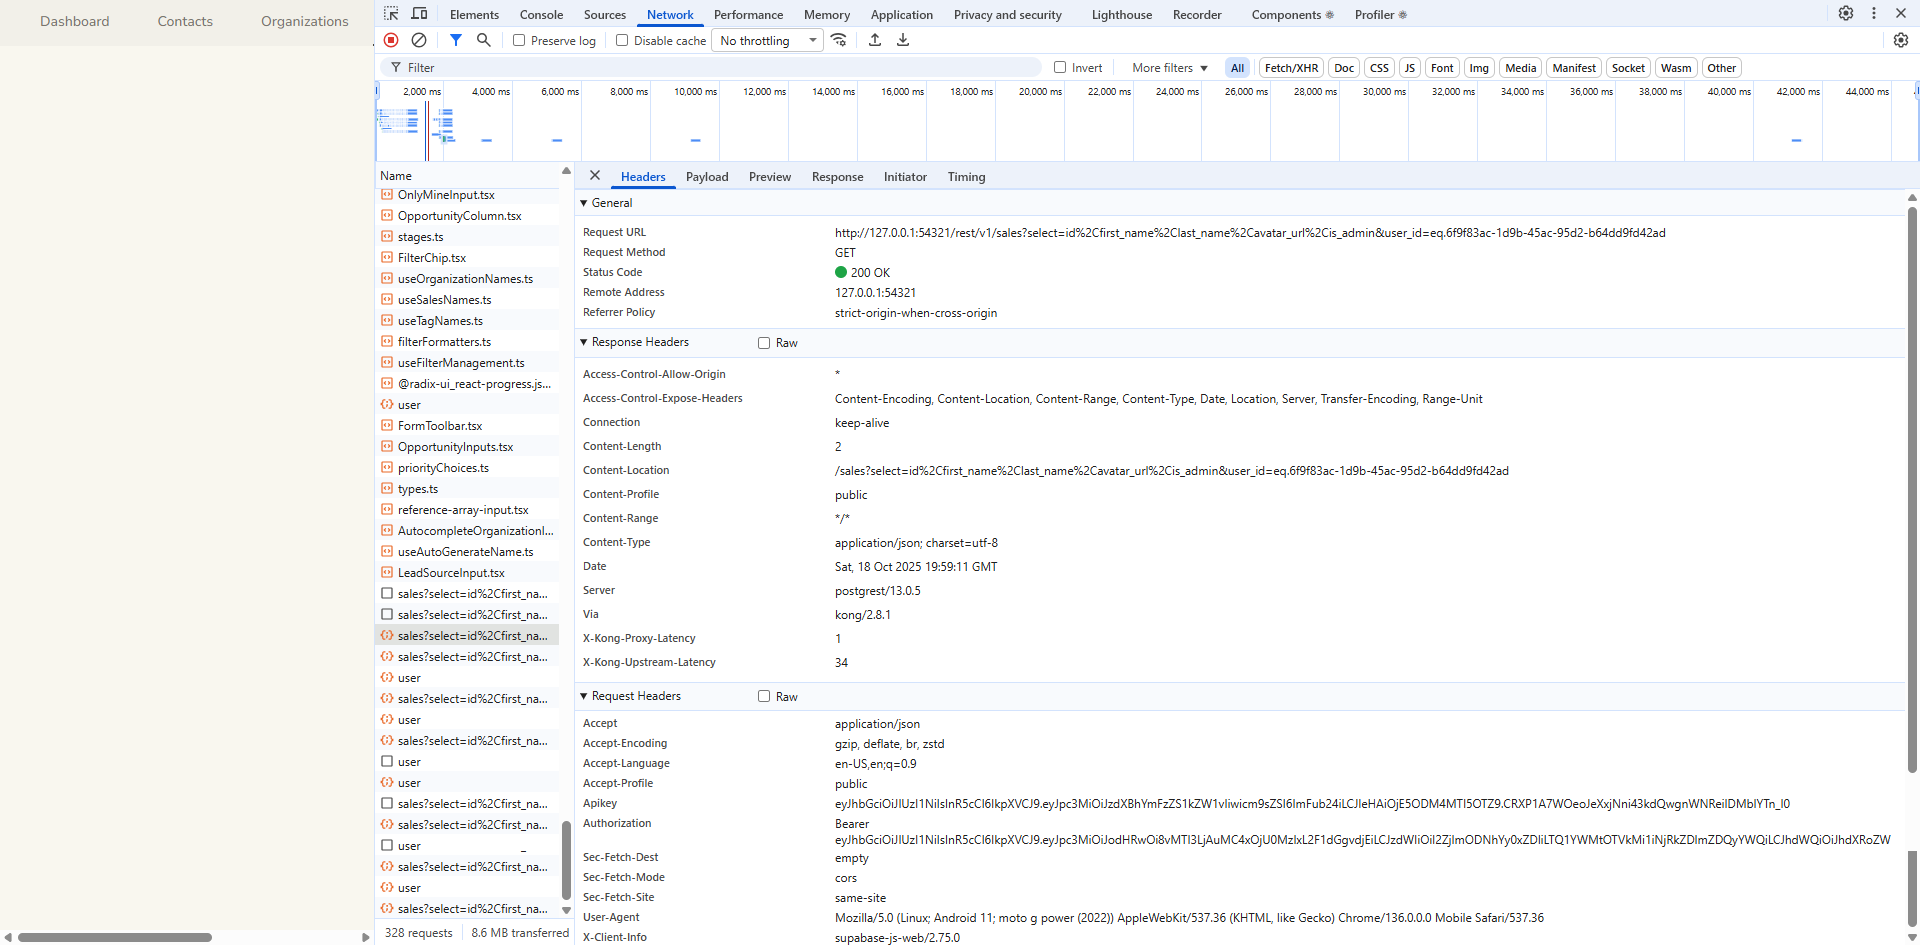 Dashboard Contacts Organizations
Elements Console Sources Network Performance Memory Application Privacy and security Lighthouse Recorder Components Profiler
Preserve log Disable cache No throttling
Filter Invert More filters All Fetch/XHR Doc CSS JS Font Img Media Manifest Socket Wasm Other
2,000 ms 4,000 ms 6,000 ms 8,000 ms 10,000 ms 12,000 ms 14,000 ms 16,000 ms 18,000 ms 20,000 ms 22,000 ms 24,000 ms 26,000 ms 28,000 ms 30,000 ms 32,000 ms 34,000 ms 36,000 ms 38,000 ms 40,000 ms 42,000 ms 44,000 ms
Name
OnlyMineInput.tsx
OpportunityColumn.tsx
stages.ts
FilterChip.tsx
useOrganizationNames.ts
useSalesNames.ts
useTagNames.ts
filterFormatters.ts
useFilterManagement.ts
@radix-ui_react-progress.js...
user
FormToolbar.tsx
OpportunityInputs.tsx
priorityChoices.ts
types.ts
reference-array-input.tsx
AutocompleteOrganizationI...
useAutoGenerateName.ts
LeadSourceInput.tsx
sales?select=id%2Cfirst_na...
sales?select=id%2Cfirst_na...
sales?select=id%2Cfirst_na...
sales?select=id%2Cfirst_na...
user
sales?select=id%2Cfirst_na...
user
sales?select=id%2Cfirst_na...
user
user
sales?select=id%2Cfirst_na...
sales?select=id%2Cfirst_na...
user
sales?select=id%2Cfirst_na...
user
sales?select=id%2Cfirst_na...
328 requests 8.6 MB transferred
Headers Payload Preview Response Initiator Timing
General
Request URL http://127.0.0.1:54321/rest/v1/sales?select=id%2Cfirst_name%2Clast_name%2Cavatar_url%2Cis_admin&user_id=eq.6f9f83ac-1d9b-45ac-95d2-b64dd9fd42ad
Request Method GET
Status Code 200 OK
Remote Address 127.0.0.1:54321
Referrer Policy strict-origin-when-cross-origin
Response Headers Raw
Access-Control-Allow-Origin *
Access-Control-Expose-Headers Content-Encoding, Content-Location, Content-Range, Content-Type, Date, Location, Server, Transfer-Encoding, Range-Unit
Connection keep-alive
Content-Length 2
Content-Location /sales?select=id%2Cfirst_name%2Clast_name%2Cavatar_url%2Cis_admin&user_id=eq.6f9f83ac-1d9b-45ac-95d2-b64dd9fd42ad
Content-Profile public
Content-Range */*
Content-Type application/json; charset=utf-8
Date Sat, 18 Oct 2025 19:59:11 GMT
Server postgrest/13.0.5
Via kong/2.8.1
X-Kong-Proxy-Latency 1
X-Kong-Upstream-Latency 34
Request Headers Raw
Accept application/json
Accept-Encoding gzip, deflate, br, zstd
Accept-Language en-US,en;q=0.9
Accept-Profile public
Apikey
Authorization Bearer
Sec-Fetch-Dest empty
Sec-Fetch-Mode cors
Sec-Fetch-Site same-site
User-Agent Mozilla/5.0 (Linux; Android 11; moto g power (2022)) AppleWebKit/537.36 (KHTML, like Gecko) Chrome/136.0.0.0 Mobile Safari/537.36
X-Client-Info supabase-js-web/2.75.0